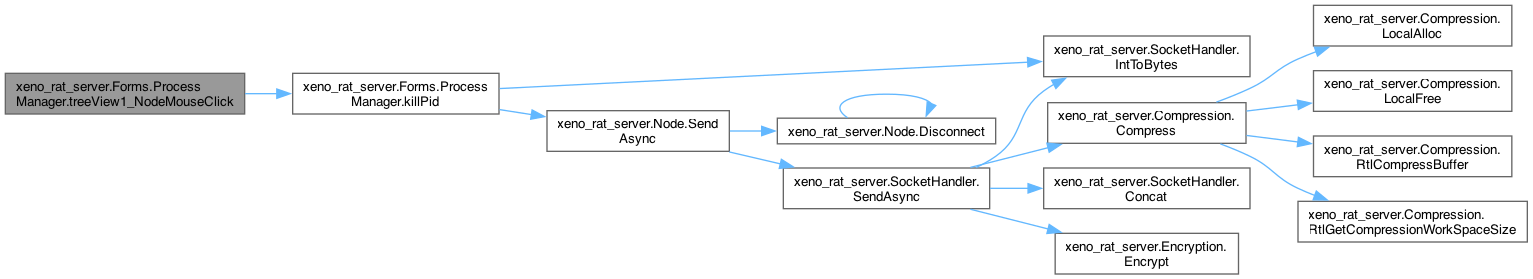 xeno_rat_server.Forms.Process
Manager.treeView1_NodeMouseClick
xeno_rat_server.Forms.Process
Manager.killPid
xeno_rat_server.SocketHandler.
IntToBytes
xeno_rat_server.Node.Send
Async
xeno_rat_server.Node.Disconnect
xeno_rat_server.SocketHandler.
SendAsync
xeno_rat_server.Compression.
Compress
xeno_rat_server.SocketHandler.
Concat
xeno_rat_server.Encryption.
Encrypt
xeno_rat_server.Compression.
LocalAlloc
xeno_rat_server.Compression.
LocalFree
xeno_rat_server.Compression.
RtlCompressBuffer
xeno_rat_server.Compression.
RtlGetCompressionWorkSpaceSize